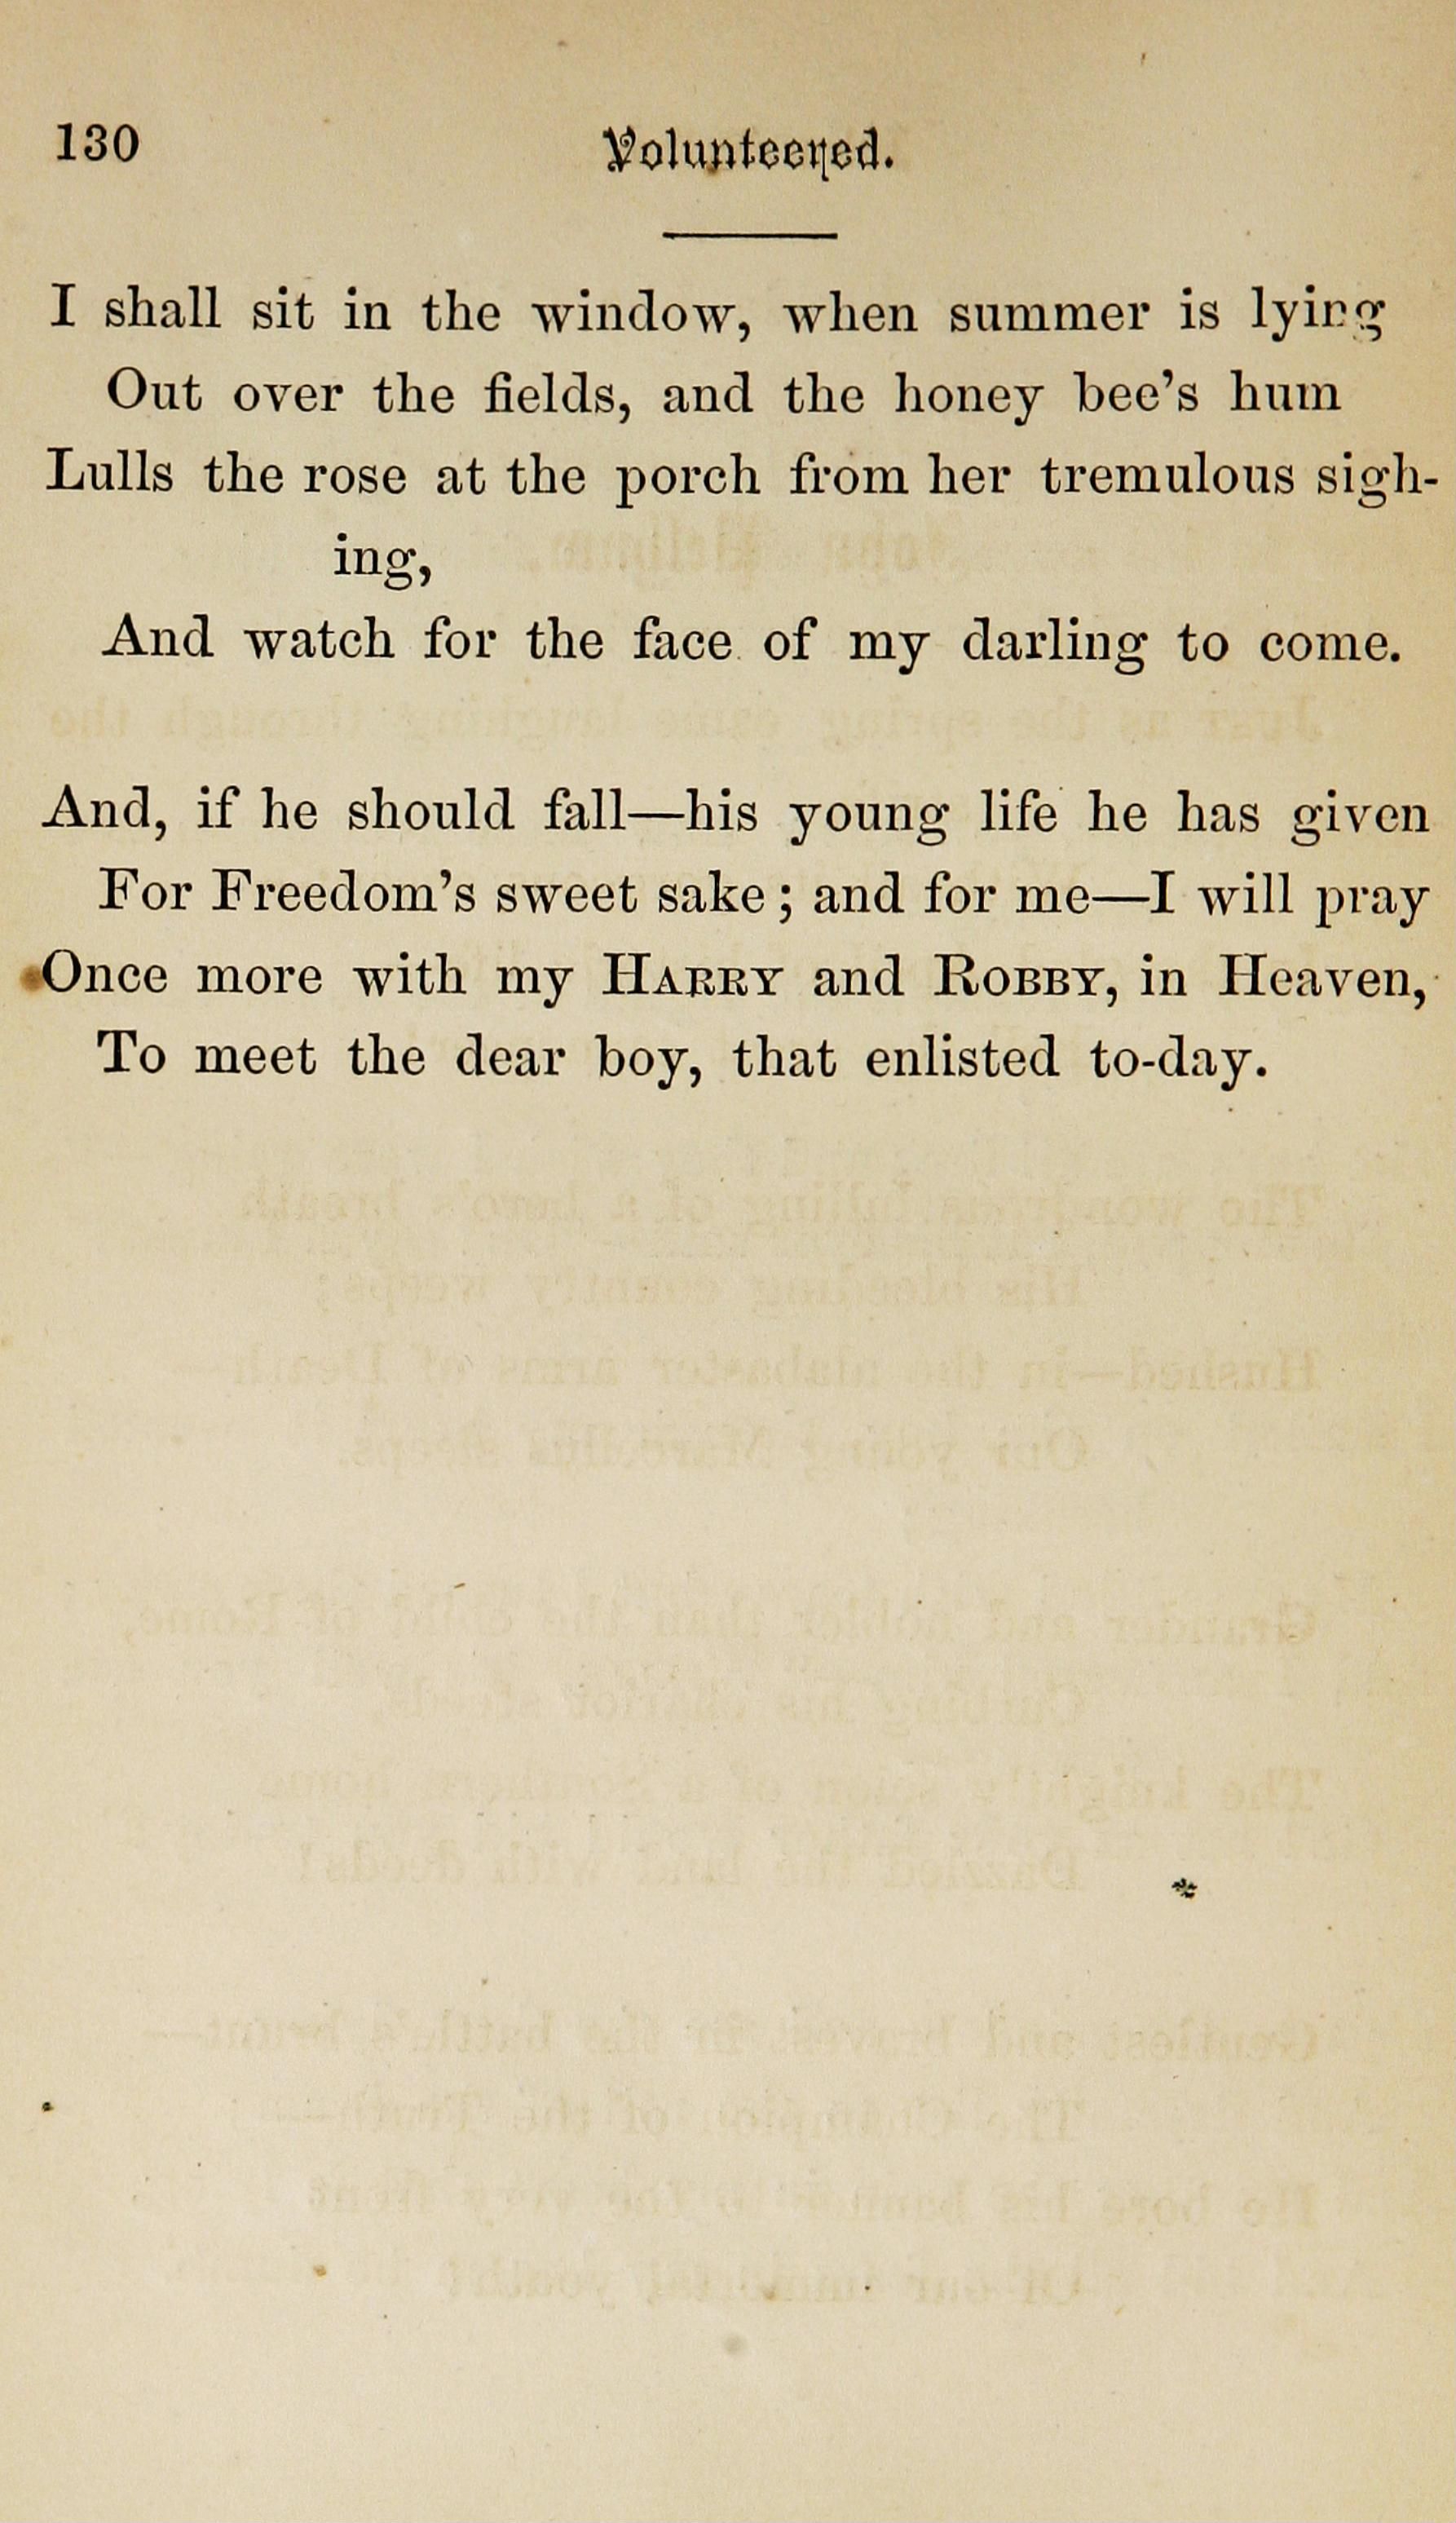 130 Volunteered.
I shall sit in the window, when summer is lying
Out over the fields, and the honey bee's hum
Lulls the rose at the porch from her tremulous sigh-
ing,
And watch for the face of my darling to come.
And, if he should fall—his young life he has given
For Freedom's sweet sake; and for me—I will pray
Once more with my HARRY and ROBBY, in Heaven,
To meet the dear boy, that enlisted to-day.